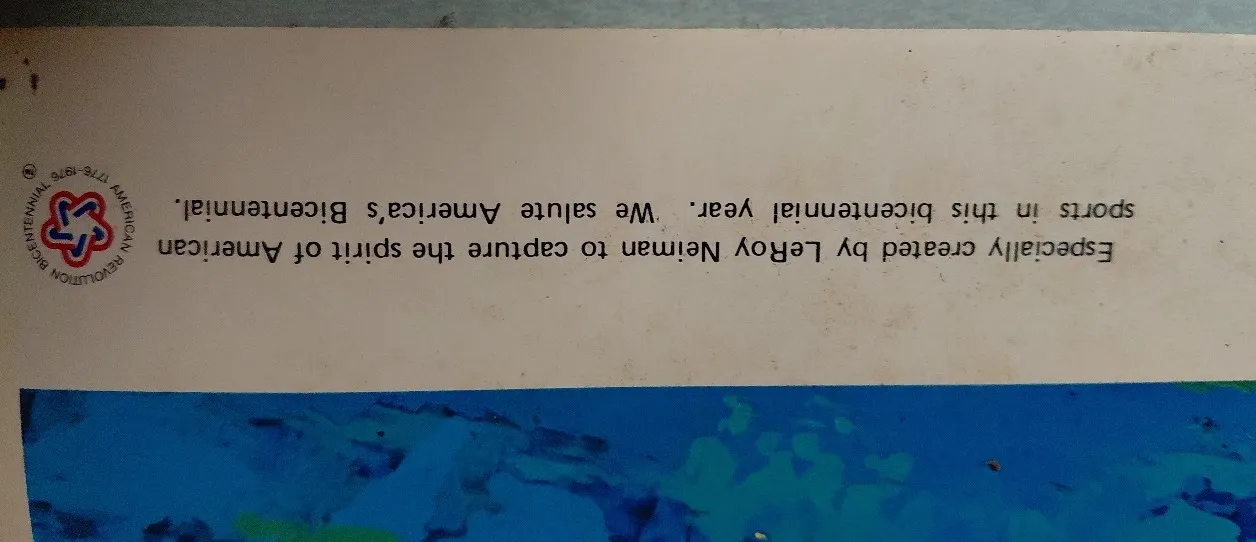 Especially created by LeRoy Neiman to capture the spirit of American
sports in this bicentennial year. We salute America's Bicentennial.
AMERICAN REVOLUTION BICENTENNIAL 1776-1976